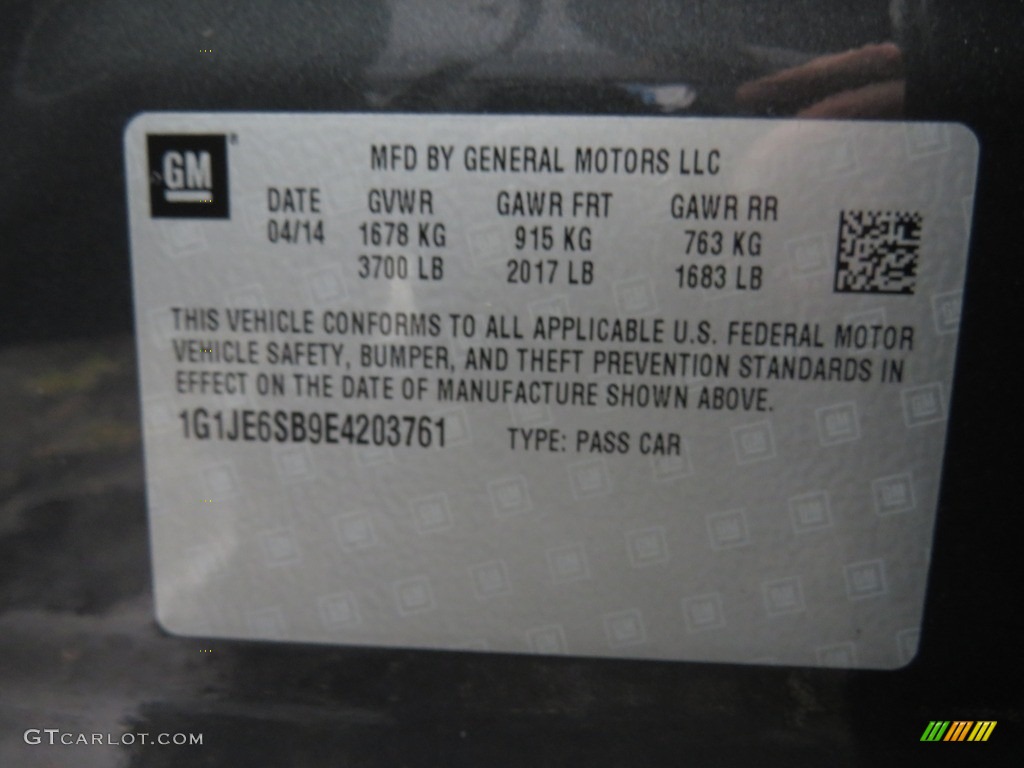 GM®
MFD BY GENERAL MOTORS LLC
DATE GVWR GAWR FRT GAWR RR
04/14 1678 KG 915 KG 763 KG
3700 LB 2017 LB 1683 LB
THIS VEHICLE CONFORMS TO ALL APPLICABLE U.S. FEDERAL MOTOR
VEHICLE SAFETY, BUMPER, AND THEFT PREVENTION STANDARDS IN
EFFECT ON THE DATE OF MANUFACTURE SHOWN ABOVE.
1G1JE6SB9E4203761 TYPE: PASS CAR
GTCARLOT.COM